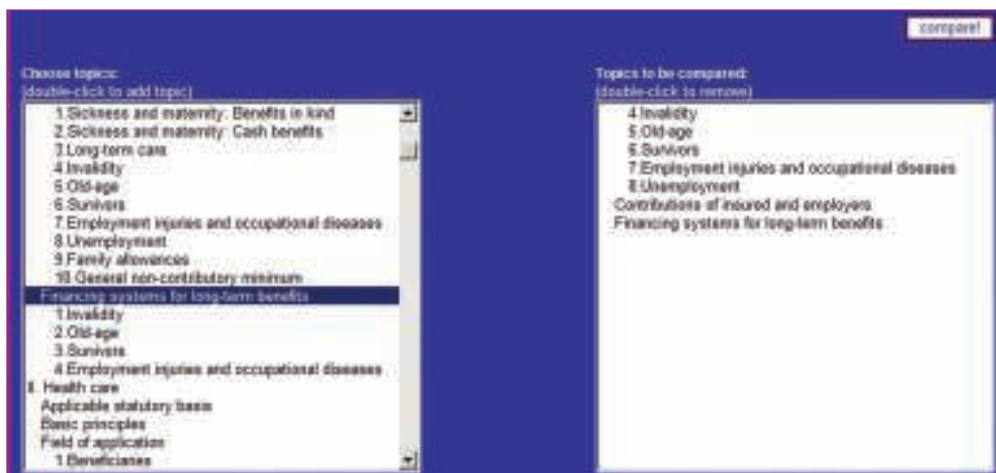 compare!
Choose topics:
(double-click to add topic)
1.Sickness and maternity: Benefits in kind
2.Sickness and maternity: Cash benefits
3.Long-term care
4.Invalidity
5.Old-age
6.Survivors
7.Employment injuries and occupational diseases
8.Unemployment
9.Family allowances
10.General non-contributory minimum
Financing systems for long-term benefits
1.Invalidity
2.Old-age
3.Survivors
4.Employment injuries and occupational diseases
II. Health care
Applicable statutory basis
Basic principles
Field of application
1.Beneficiaries
Topics to be compared:
(double-click to remove)
4.Invalidity
5.Old-age
6.Survivors
7.Employment injuries and occupational diseases
8.Unemployment
Contributions of insured and employers
Financing systems for long-term benefits